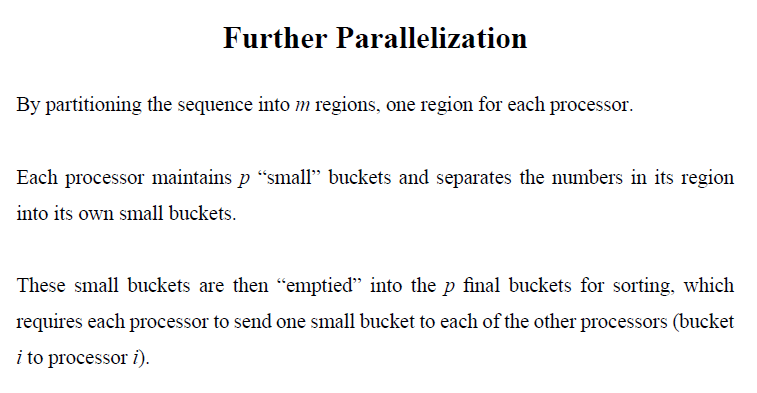 Further Parallelization
By partitioning the sequence into m regions, one region for each processor.
Each processor maintains p “small” buckets and separates the numbers in its region
into its own small buckets.
These small buckets are then “emptied” into the p final buckets for sorting, which
requires each processor to send one small bucket to each of the other processors (bucket
i to processor i).